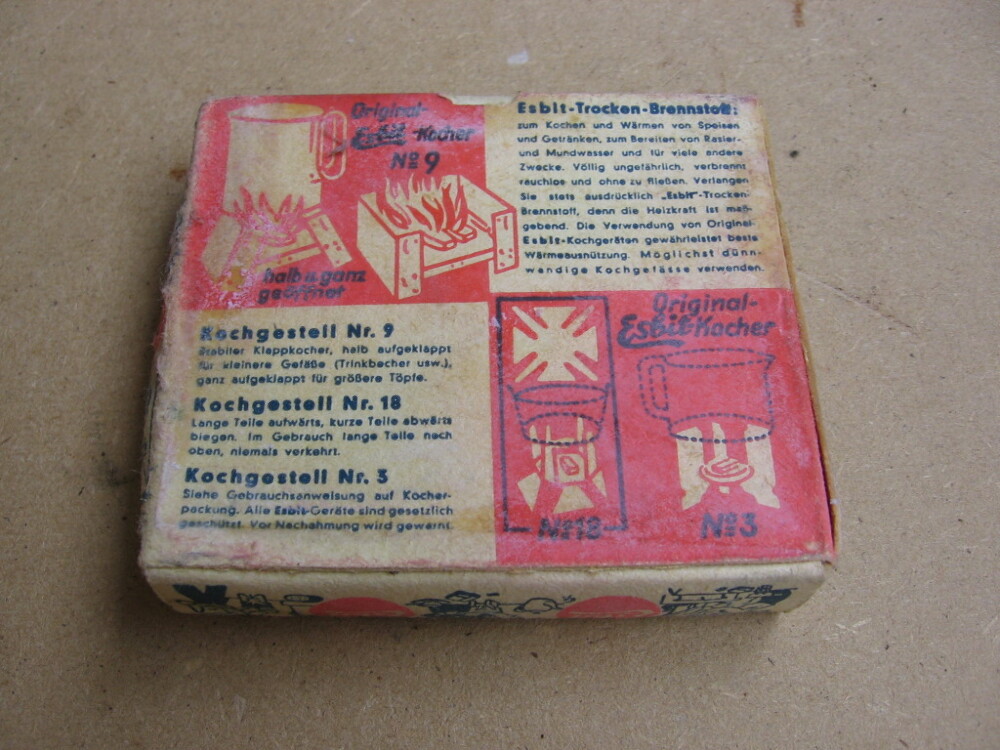 Original-
Esbit-Kocher
Nº 9
halb u. ganz
geöffnet
Esbit-Trocken-Brennstoff:
zum Kochen und Wärmen von Speisen
und Getränken, zum Bereiten von Rasier-
und Mundwasser und für viele andere
Zwecke. Völlig ungefährlich, verbrennt
rauchlos und ohne zu fließen. Verlangen
Sie stets ausdrücklich „Esbit"-Trocken-
Brennstoff, denn die Heizkraft ist maß-
gebend. Die Verwendung von Original-
Esbit-Kochgeräten gewährleistet beste
Wärmeausnützung. Möglichst dünn-
wandige Kochgefässe verwenden.
Kochgestell Nr. 9
Stabiler Klappkocher, halb aufgeklappt
für kleinere Gefäße (Trinkbecher usw.),
ganz aufgeklappt für größere Töpfe.
Kochgestell Nr. 18
Lange Teile aufwärts, kurze Teile abwärts
biegen. Im Gebrauch lange Teile nach
oben, niemals verkehrt.
Kochgestell Nr. 3
Siehe Gebrauchsanweisung auf Kocher-
packung. Alle Esbit-Geräte sind gesetzlich
geschützt. Vor Nachahmung wird gewarnt.
Original-
Esbit-Kocher
Nº 18
Nº 3